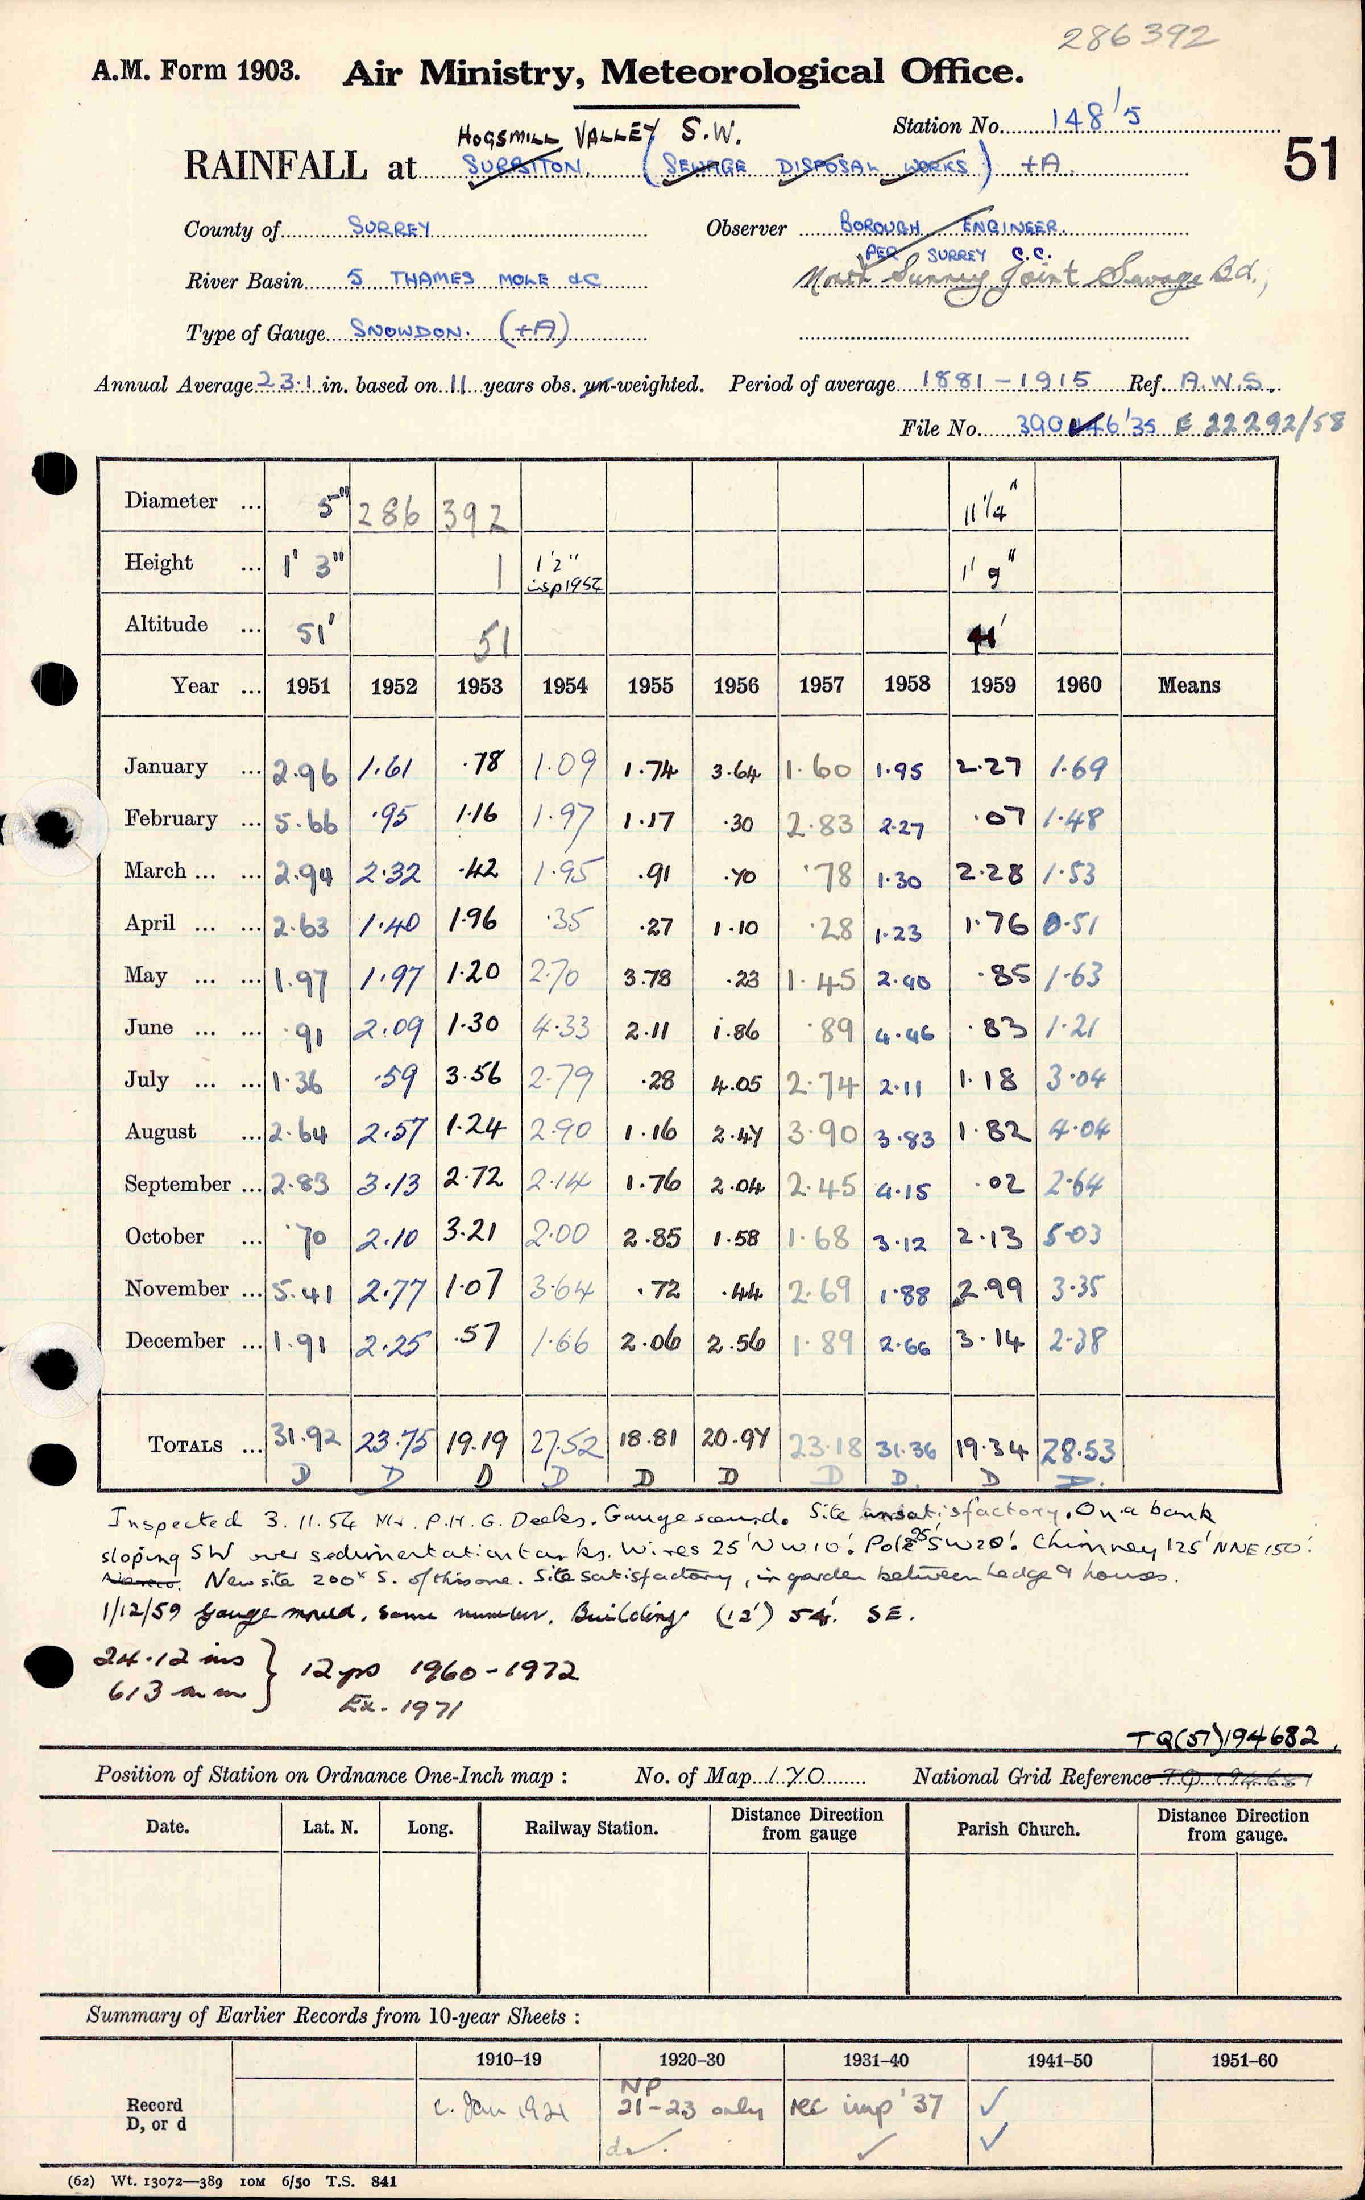 286392
A.M. Form 1903. Air Ministry, Meteorological Office.
HOGSMILL VALLEY S.W. Station No. 148'5
RAINFALL at SURBITON. (SEWAGE DISPOSAL WORKS) +A 51
County of SURREY Observer BOROUGH ENGINEER.
PER SURREY C.C.
River Basin 5 THAMES MOLE &C North Surrey Joint Sewage Bd.,
Type of Gauge SNOWDON. (+A)
Annual Average 23.1 in. based on 11 years obs. un-weighted. Period of average 1881-1915 Ref. A.W.S.
File No. 390446'35 E 22292/58
Diameter ... 5" 286 392 11 1/4"
Height ... 1' 3" 1 1'2" insp 1954 1' 9"
Altitude ... 51' 51 41'
Year ... 1951 1952 1953 1954 1955 1956 1957 1958 1959 1960 Means
January ... 2.96 1.61 .78 1.09 1.74 3.64 1.60 1.95 2.27 1.69
February ... 5.66 .95 1.16 1.97 1.17 .30 2.83 2.27 .07 1.48
March ... ... 2.94 2.32 .42 1.95 .91 .70 .78 1.30 2.28 1.53
April ... ... 2.63 1.40 1.96 .35 .27 1.10 .28 1.23 1.76 0.51
May ... ... 1.97 1.97 1.20 2.70 3.78 .23 1.45 2.40 .85 1.63
June ... ... .91 2.09 1.30 4.33 2.11 1.86 .89 4.46 .83 1.21
July ... ... 1.36 .59 3.56 2.79 .28 4.05 2.74 2.11 1.18 3.04
August ... 2.64 2.57 1.24 2.90 1.16 2.47 3.90 3.83 1.82 4.04
September ... 2.83 3.13 2.72 2.14 1.76 2.04 2.45 4.15 .02 2.64
October ... .70 2.10 3.21 2.00 2.85 1.58 1.68 3.12 2.13 5.03
November ... 5.41 2.77 1.07 3.64 .72 .44 2.69 1.88 2.99 3.35
December ... 1.91 2.25 .57 1.66 2.06 2.56 1.89 2.66 3.14 2.38
TOTALS ... 31.92 23.75 19.19 27.52 18.81 20.97 23.18 31.36 19.34 28.53
D D D D D D D D. D D.
Inspected 3.11.54 Mr. P.H.G. Deeks. Gauge sound. Site unsatisfactory. On a bank
sloping SW over sedimentation tanks. Wires 25' NW 10'. Pole 25' SW 20'. Chimney 125' NNE 150'.
New site 200x S. of this one. Site satisfactory, in garden between hedge & house.
1/12/59 Gauge moved, same number. Building (12') 54'. SE.
24.12 ins } 12 yrs 1960-1972
613 mm Ex. 1971
TQ(51)194682
Position of Station on Ordnance One-Inch map : No. of Map 170 National Grid Reference TQ 194681
Date. Lat. N. Long. Railway Station. Distance Direction from gauge Parish Church. Distance Direction from gauge.
Summary of Earlier Records from 10-year Sheets :
1910–19 1920–30 1931–40 1941–50 1951–60
Record D, or d c. Jan 1921 NP 21-23 only rec imp '37 ✓
d ✓. ✓ ✓
(62) Wt. 13072—389 10M 6/50 T.S. 841